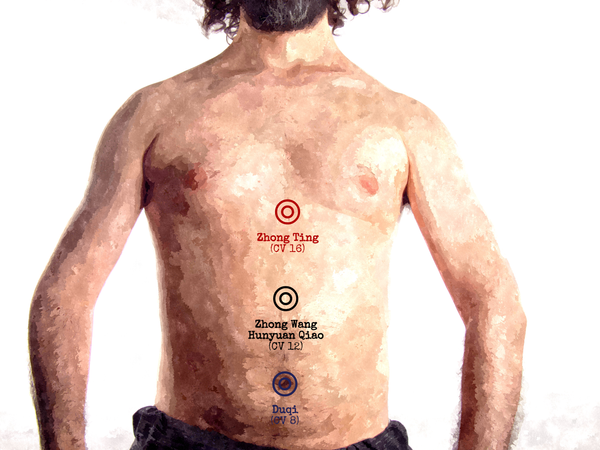 Zhong Ting
(CV 16)
Zhong Wang
Hunyuan Qiao
(CV 12)
Duqi
(CV 8)